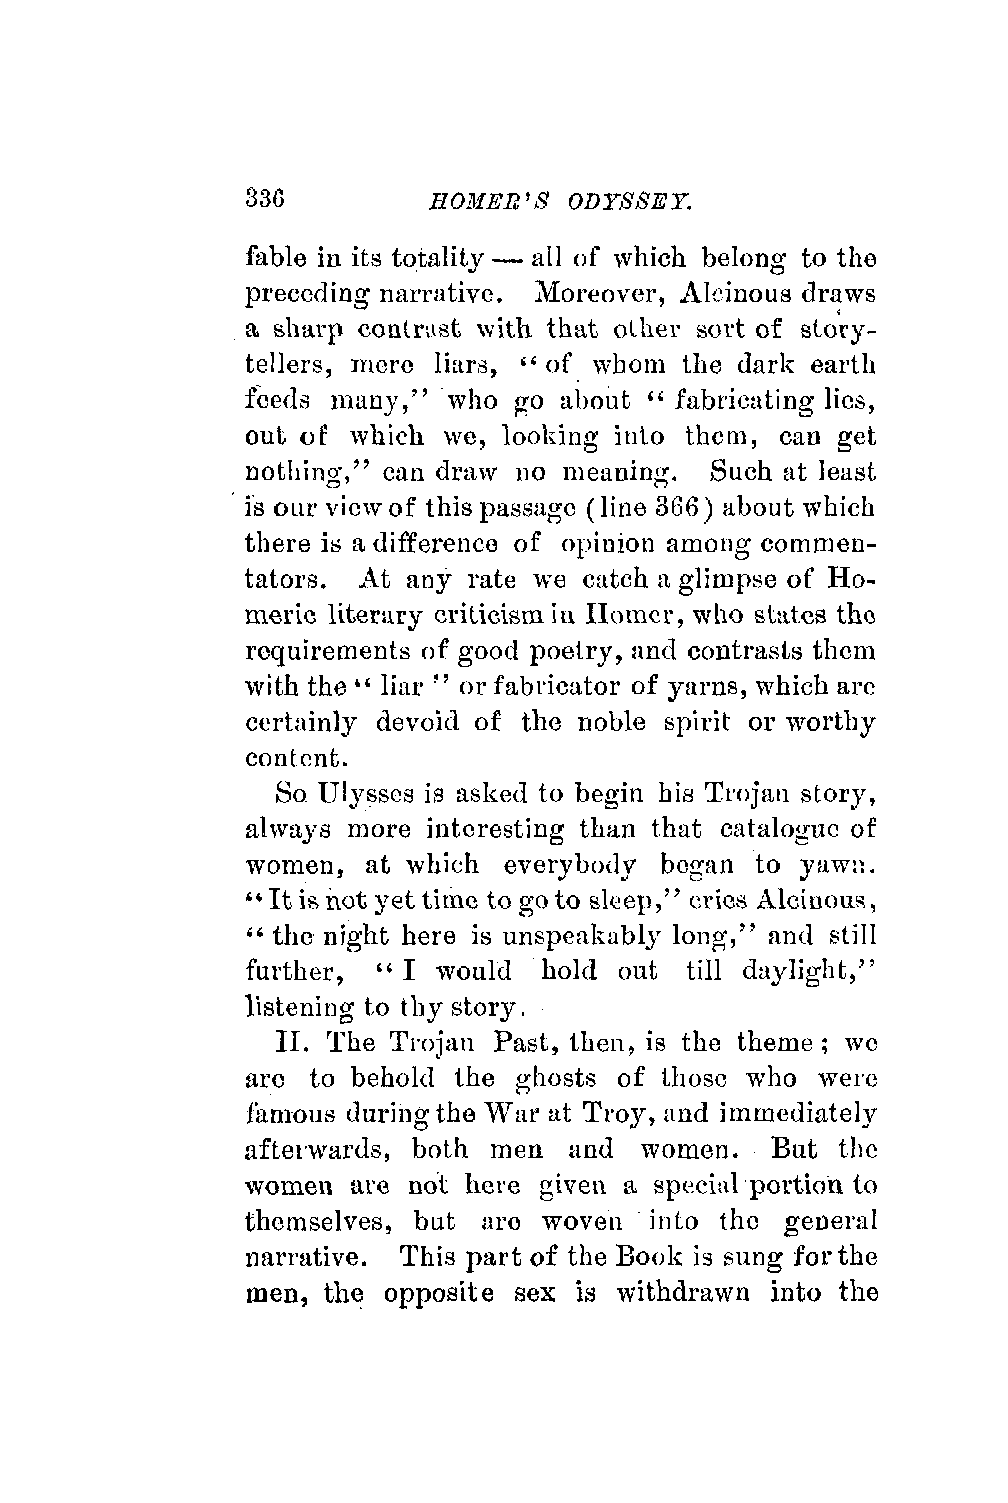 336 HOMER'S ODYSSEY.
fable in its totality — all of which belong to the
preceding narrative. Moreover, Alcinous draws
a sharp contrast with that other sort of story-
tellers, mere liars, "of whom the dark earth
feeds many," who go about "fabricating lies,
out of which we, looking into them, can get
nothing," can draw no meaning. Such at least
is our view of this passage (line 366) about which
there is a difference of opinion among commen-
tators. At any rate we catch a glimpse of Ho-
meric literary criticism in Homer, who states the
requirements of good poetry, and contrasts them
with the "liar" or fabricator of yarns, which are
certainly devoid of the noble spirit or worthy
content.
So Ulysses is asked to begin his Trojan story,
always more interesting than that catalogue of
women, at which everybody began to yawn.
"It is not yet time to go to sleep," cries Alcinous,
"the night here is unspeakably long," and still
further, "I would hold out till daylight,"
listening to thy story.
II. The Trojan Past, then, is the theme; we
are to behold the ghosts of those who were
famous during the War at Troy, and immediately
afterwards, both men and women. But the
women are not here given a special portion to
themselves, but are woven into the general
narrative. This part of the Book is sung for the
men, the opposite sex is withdrawn into the